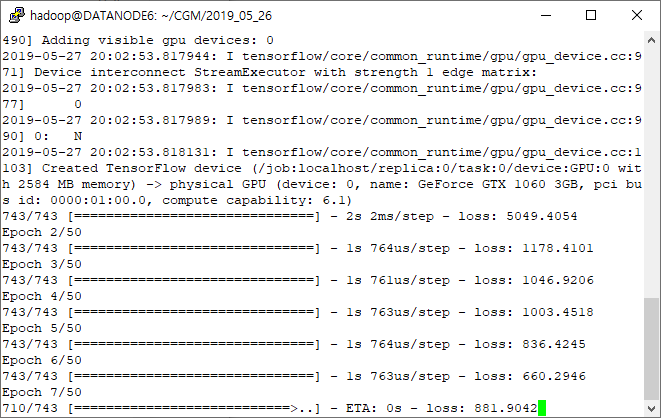 hadoop@DATANODE6: ~/CGM/2019_05_26
490] Adding visible gpu devices: 0
2019-05-27 20:02:53.817944: I tensorflow/core/common_runtime/gpu/gpu_device.cc:9
71] Device interconnect StreamExecutor with strength 1 edge matrix:
2019-05-27 20:02:53.817983: I tensorflow/core/common_runtime/gpu/gpu_device.cc:9
77]      0
2019-05-27 20:02:53.817989: I tensorflow/core/common_runtime/gpu/gpu_device.cc:9
90] 0:   N
2019-05-27 20:02:53.818131: I tensorflow/core/common_runtime/gpu/gpu_device.cc:1
103] Created TensorFlow device (/job:localhost/replica:0/task:0/device:GPU:0 wit
h 2584 MB memory) -> physical GPU (device: 0, name: GeForce GTX 1060 3GB, pci bu
s id: 0000:01:00.0, compute capability: 6.1)
743/743 [==============================] - 2s 2ms/step - loss: 5049.4054
Epoch 2/50
743/743 [==============================] - 1s 764us/step - loss: 1178.4101
Epoch 3/50
743/743 [==============================] - 1s 761us/step - loss: 1046.9206
Epoch 4/50
743/743 [==============================] - 1s 763us/step - loss: 1003.4518
Epoch 5/50
743/743 [==============================] - 1s 764us/step - loss: 836.4245
Epoch 6/50
743/743 [==============================] - 1s 763us/step - loss: 660.2946
Epoch 7/50
710/743 [===========================>..] - ETA: 0s - loss: 881.9042